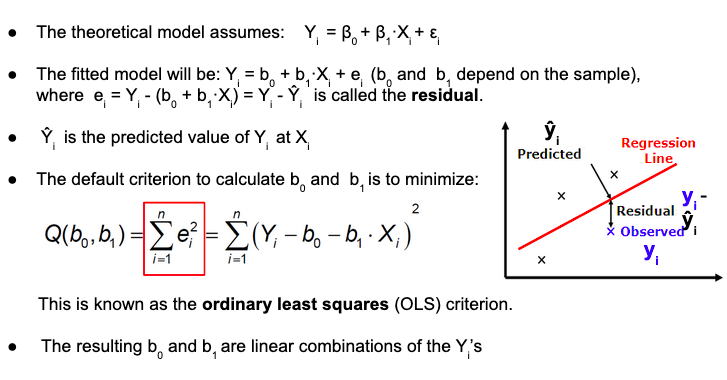 ● The theoretical model assumes: Yᵢ = β₀ + β₁·Xᵢ + εᵢ
● The fitted model will be: Yᵢ = b₀ + b₁·Xᵢ + eᵢ (b₀ and b₁ depend on the sample),
where eᵢ = Yᵢ - (b₀ + b₁·Xᵢ) = Yᵢ - Ŷᵢ is called the residual.
● Ŷᵢ is the predicted value of Yᵢ at Xᵢ
● The default criterion to calculate b₀ and b₁ is to minimize:
Q(b₀,b₁) = ∑ᵢ₌₁ⁿ eᵢ² = ∑ᵢ₌₁ⁿ (Yᵢ − b₀ − b₁ · Xᵢ)²
ŷᵢ
Predicted
Regression
Line
Residual yᵢ - ŷᵢ
Observed
yᵢ
This is known as the ordinary least squares (OLS) criterion.
● The resulting b₀ and b₁ are linear combinations of the Yᵢ's